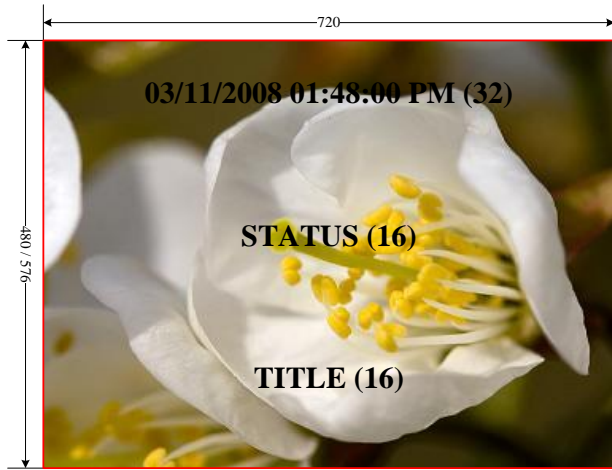 720
03/11/2008 01:48:00 PM (32)
480 / 576
STATUS (16)
TITLE (16)